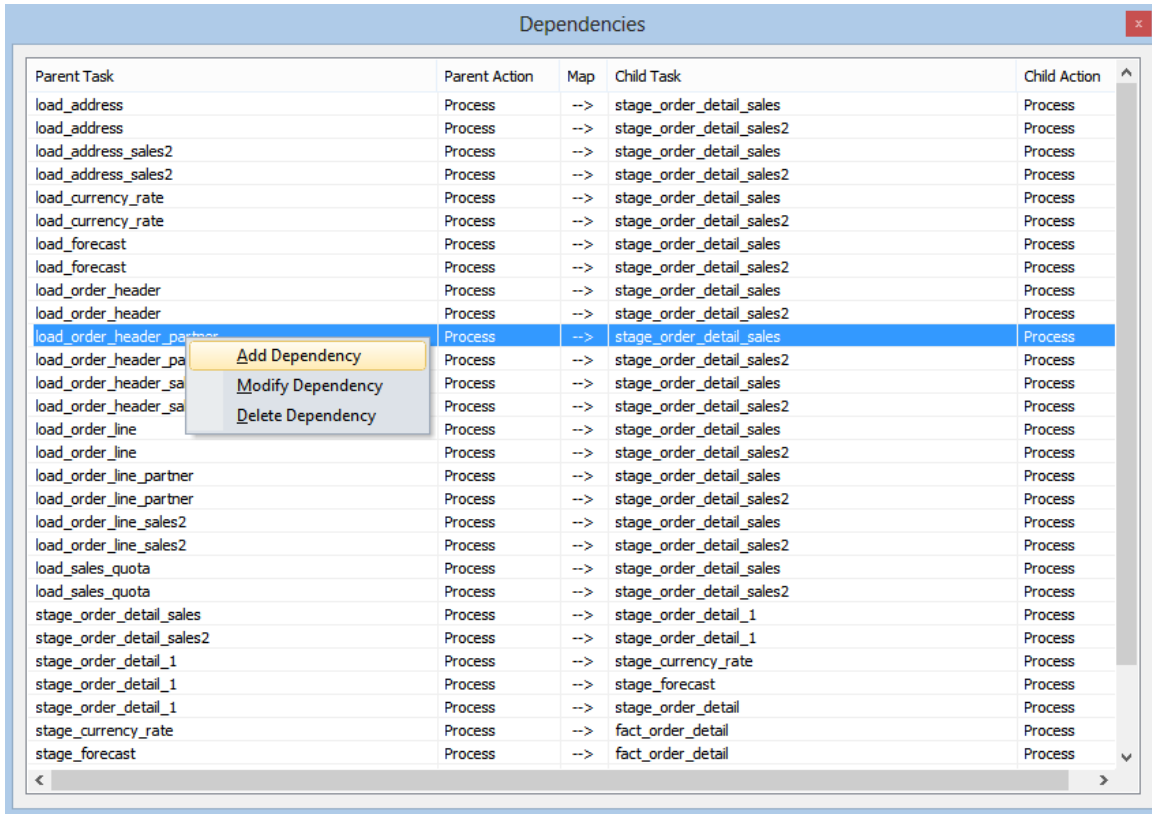 Dependencies
x
Parent Task Parent Action Map Child Task Child Action
load_address Process --> stage_order_detail_sales Process
load_address Process --> stage_order_detail_sales2 Process
load_address_sales2 Process --> stage_order_detail_sales Process
load_address_sales2 Process --> stage_order_detail_sales2 Process
load_currency_rate Process --> stage_order_detail_sales Process
load_currency_rate Process --> stage_order_detail_sales2 Process
load_forecast Process --> stage_order_detail_sales Process
load_forecast Process --> stage_order_detail_sales2 Process
load_order_header Process --> stage_order_detail_sales Process
load_order_header Process --> stage_order_detail_sales2 Process
load_order_header_partner Process --> stage_order_detail_sales Process
load_order_header_pa Process --> stage_order_detail_sales2 Process
load_order_header_sal Process --> stage_order_detail_sales Process
load_order_header_sal Process --> stage_order_detail_sales2 Process
Add Dependency
Modify Dependency
Delete Dependency
load_order_line Process --> stage_order_detail_sales Process
load_order_line Process --> stage_order_detail_sales2 Process
load_order_line_partner Process --> stage_order_detail_sales Process
load_order_line_partner Process --> stage_order_detail_sales2 Process
load_order_line_sales2 Process --> stage_order_detail_sales Process
load_order_line_sales2 Process --> stage_order_detail_sales2 Process
load_sales_quota Process --> stage_order_detail_sales Process
load_sales_quota Process --> stage_order_detail_sales2 Process
stage_order_detail_sales Process --> stage_order_detail_1 Process
stage_order_detail_sales2 Process --> stage_order_detail_1 Process
stage_order_detail_1 Process --> stage_currency_rate Process
stage_order_detail_1 Process --> stage_forecast Process
stage_order_detail_1 Process --> stage_order_detail Process
stage_currency_rate Process --> fact_order_detail Process
stage_forecast Process --> fact_order_detail Process